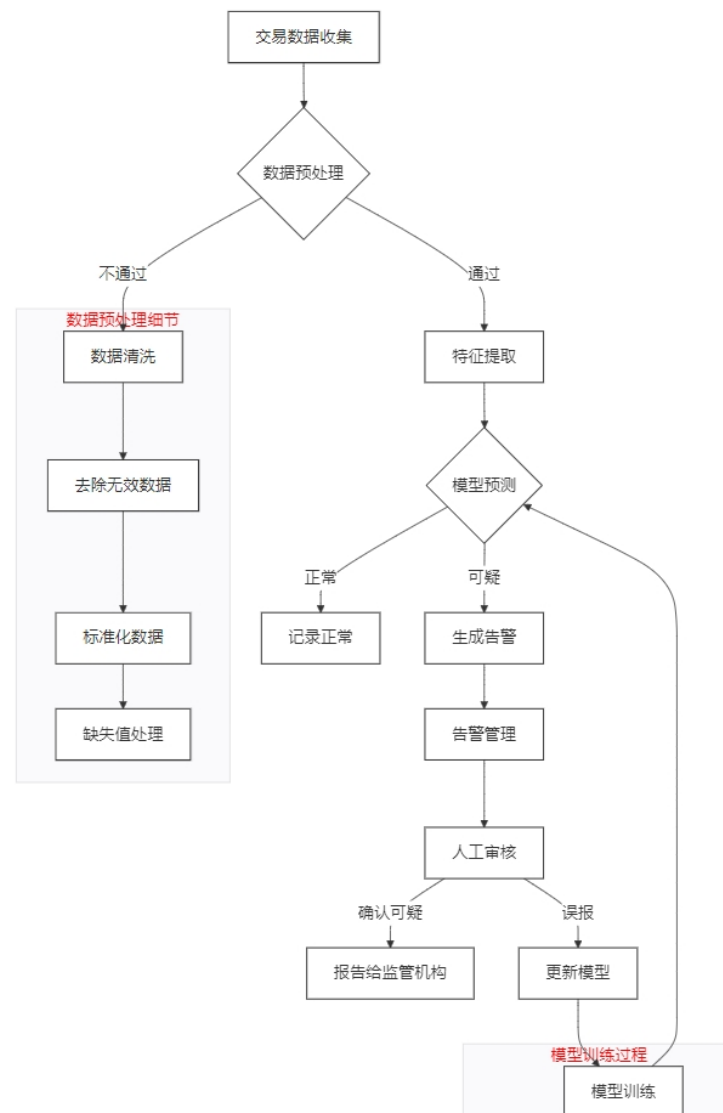 交易数据收集
数据预处理
不通过
通过
数据预处理细节
数据清洗
特征提取
去除无效数据
模型预测
正常
可疑
标准化数据
记录正常
生成告警
缺失值处理
告警管理
人工审核
确认可疑
误报
报告给监管机构
更新模型
模型训练过程
模型训练